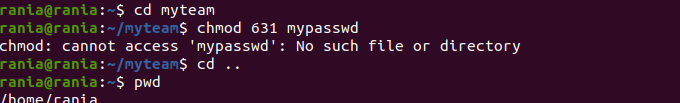 rania@rania:~$ cd myteam
rania@rania:~/myteam$ chmod 631 mypasswd
chmod: cannot access 'mypasswd': No such file or directory
rania@rania:~/myteam$ cd ..
rania@rania:~$ pwd
/home/rania